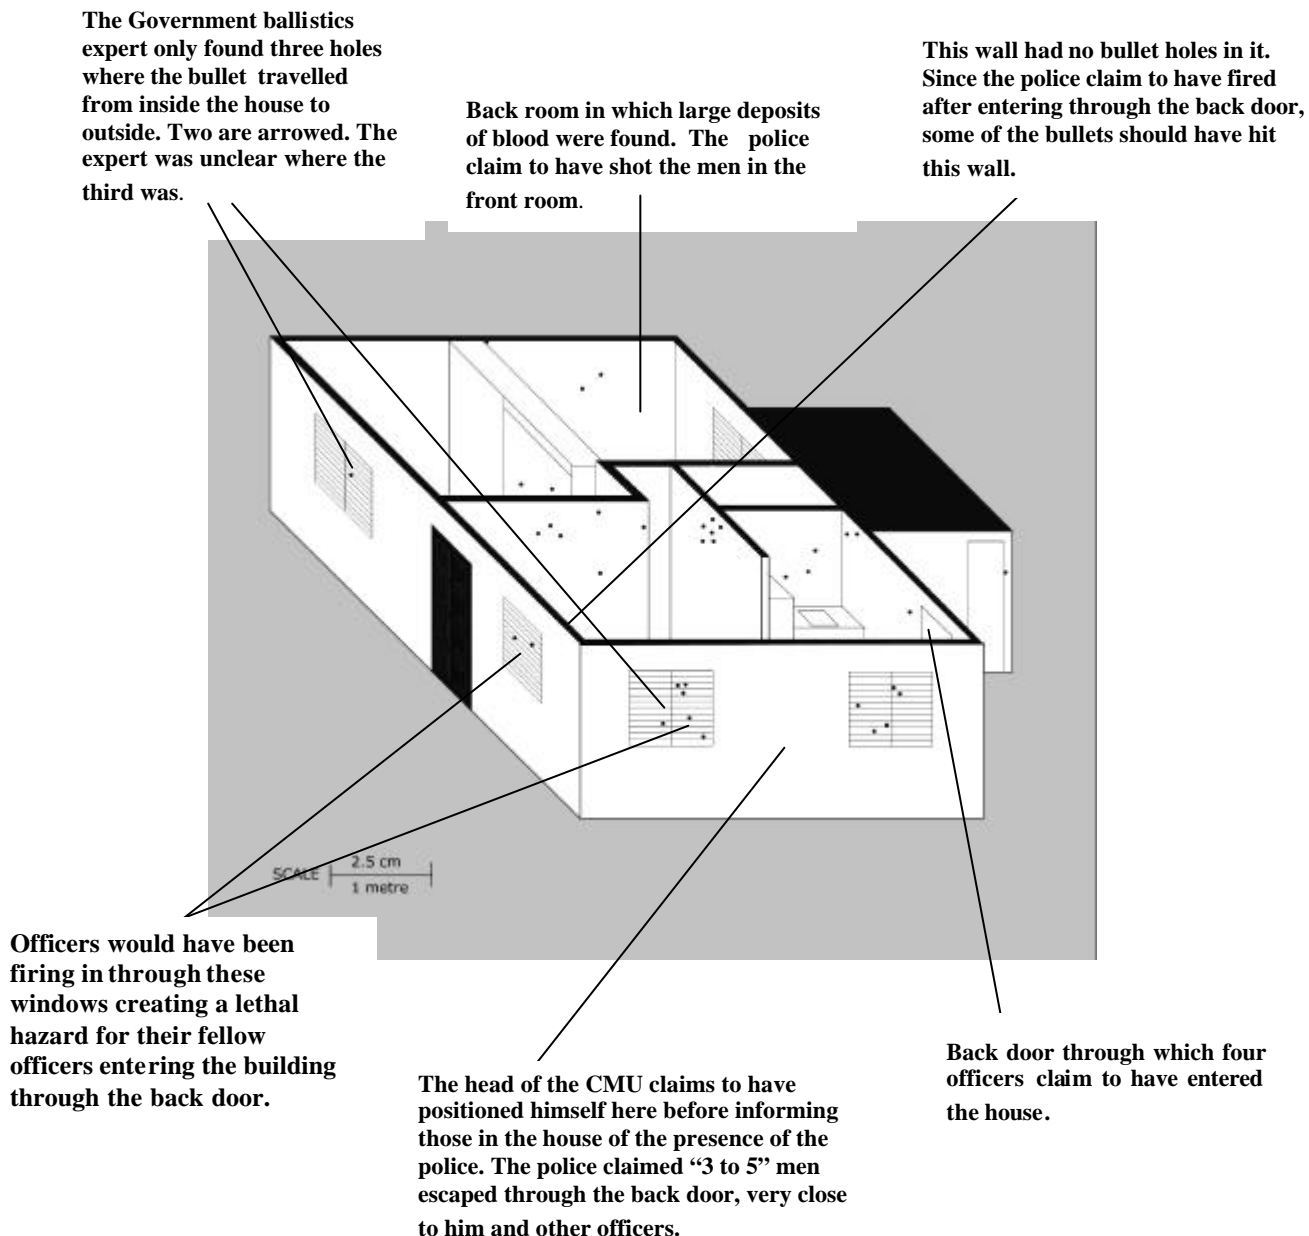 The Government ballistics
expert only found three holes
where the bullet travelled
from inside the house to
outside. Two are arrowed. The
expert was unclear where the
third was.
Back room in which large deposits
of blood were found. The police
claim to have shot the men in the
front room.
This wall had no bullet holes in it.
Since the police claim to have fired
after entering through the back door,
some of the bullets should have hit
this wall.
SCALE
2.5 cm
1 metre
Officers would have been
firing in through these
windows creating a lethal
hazard for their fellow
officers entering the building
through the back door.
The head of the CMU claims to have
positioned himself here before informing
those in the house of the presence of the
police. The police claimed “3 to 5” men
escaped through the back door, very close
to him and other officers.
Back door through which four
officers claim to have entered
the house.